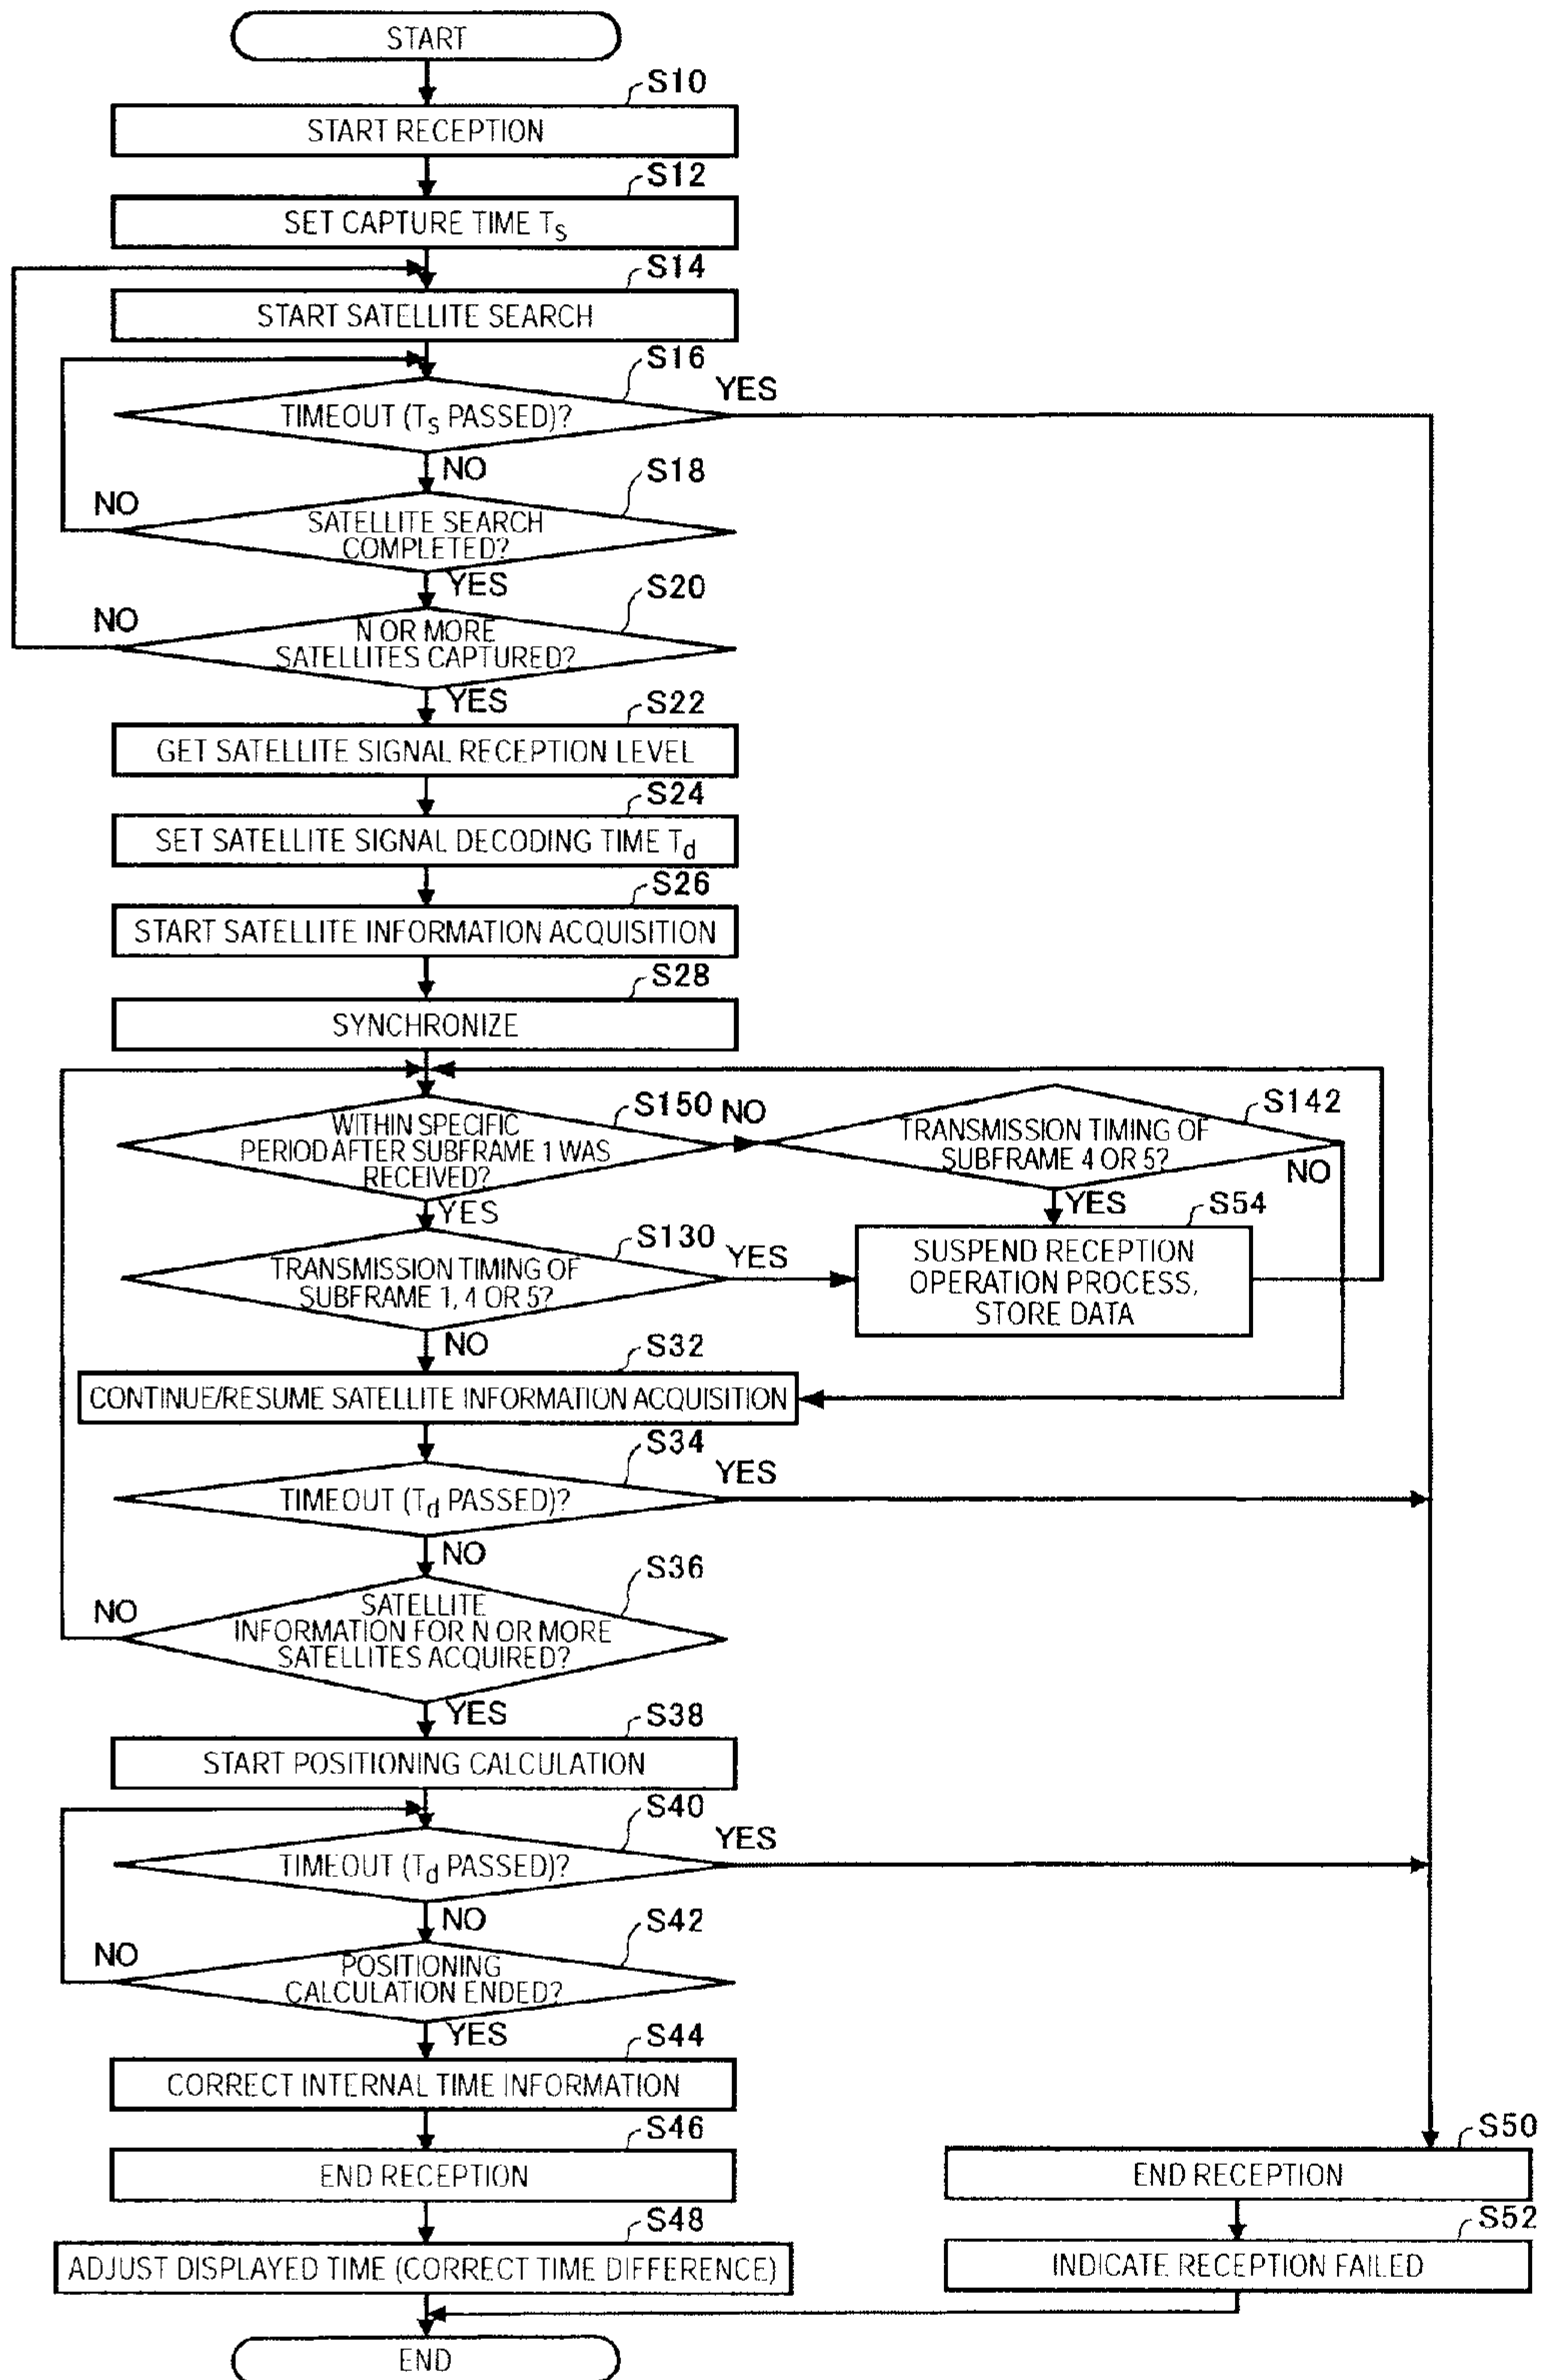 START
S10
START RECEPTION
S12
SET CAPTURE TIME Ts
S14
START SATELLITE SEARCH
S16
TIMEOUT (Ts PASSED)?
YES
NO
S18
SATELLITE SEARCH
COMPLETED?
NO
YES
S20
N OR MORE
SATELLITES CAPTURED?
NO
YES
S22
GET SATELLITE SIGNAL RECEPTION LEVEL
S24
SET SATELLITE SIGNAL DECODING TIME Td
S26
START SATELLITE INFORMATION ACQUISITION
S28
SYNCHRONIZE
S150
WITHIN SPECIFIC
PERIOD AFTER SUBFRAME 1 WAS
RECEIVED?
NO
YES
S142
TRANSMISSION TIMING OF
SUBFRAME 4 OR 5?
NO
YES
S130
TRANSMISSION TIMING OF
SUBFRAME 1, 4 OR 5?
YES
NO
S54
SUSPEND RECEPTION
OPERATION PROCESS,
STORE DATA
S32
CONTINUE/RESUME SATELLITE INFORMATION ACQUISITION
S34
TIMEOUT (Td PASSED)?
YES
NO
S36
SATELLITE
INFORMATION FOR N OR MORE
SATELLITES ACQUIRED?
NO
YES
S38
START POSITIONING CALCULATION
S40
TIMEOUT (Td PASSED)?
YES
NO
S42
POSITIONING
CALCULATION ENDED?
NO
YES
S44
CORRECT INTERNAL TIME INFORMATION
S46
END RECEPTION
S48
ADJUST DISPLAYED TIME (CORRECT TIME DIFFERENCE)
S50
END RECEPTION
S52
INDICATE RECEPTION FAILED
END